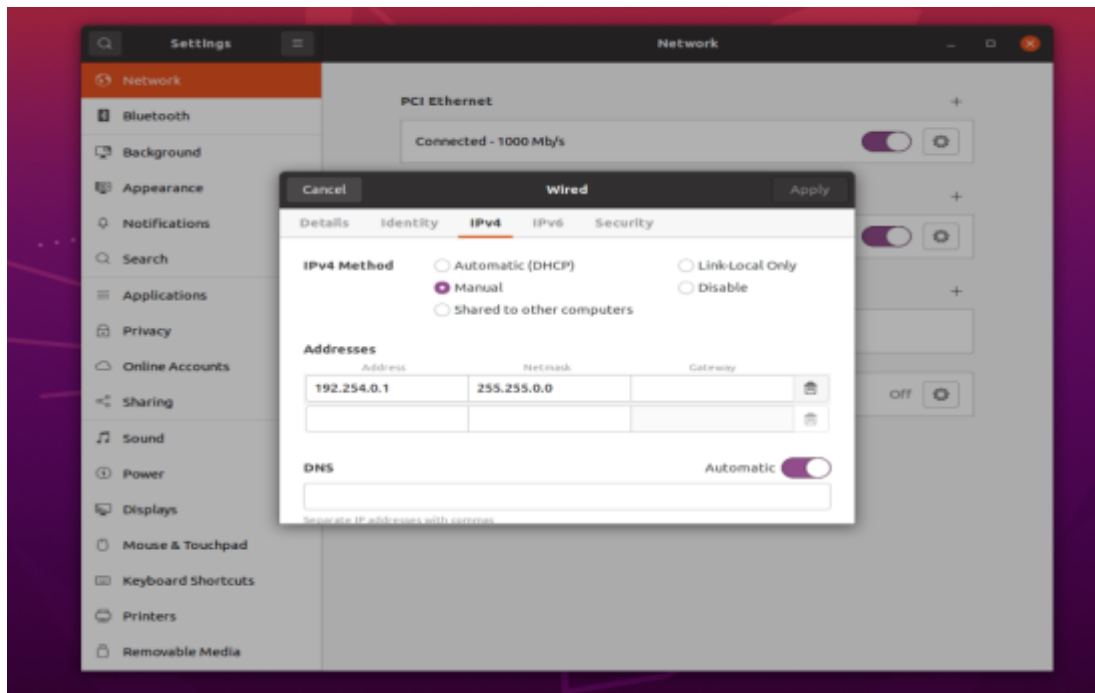 Settings
Network
Network
Bluetooth
Background
Appearance
Notifications
Search
Applications
Privacy
Online Accounts
Sharing
Sound
Power
Displays
Mouse & Touchpad
Keyboard Shortcuts
Printers
Removable Media
PCI Ethernet
Connected - 1000 Mb/s
Off
Cancel
Wired
Apply
Details Identity IPv4 IPv6 Security
IPv4 Method
Automatic (DHCP)
Link-Local Only
Manual
Disable
Shared to other computers
Addresses
Address Netmask Gateway
192.254.0.1 255.255.0.0
DNS
Automatic
Separate IP addresses with commas